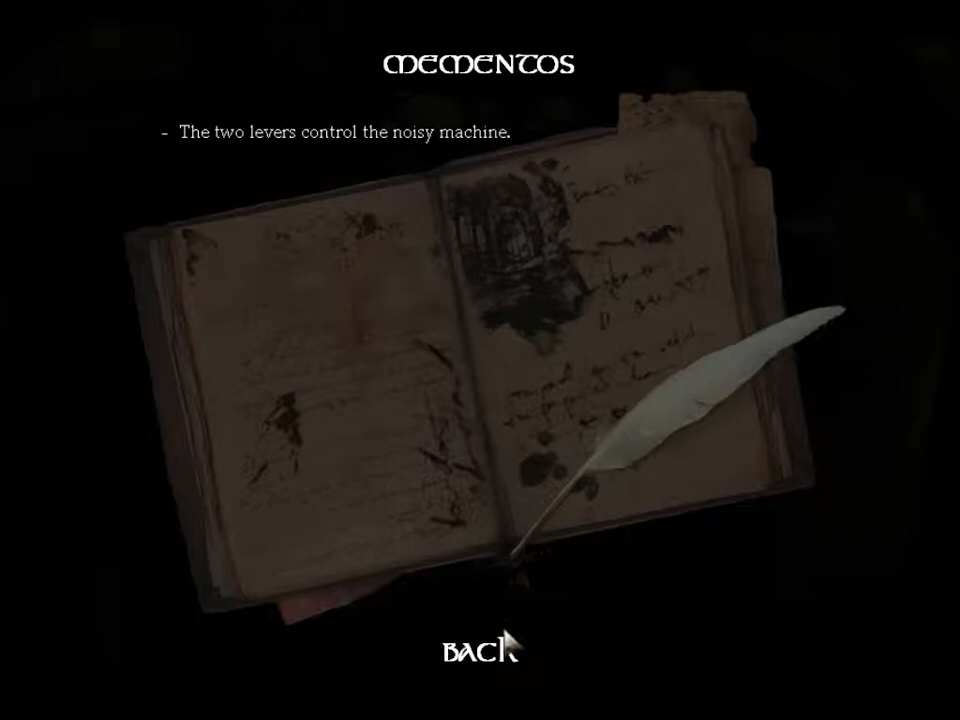 MEMENTOS
- The two levers control the noisy machine.
BACK